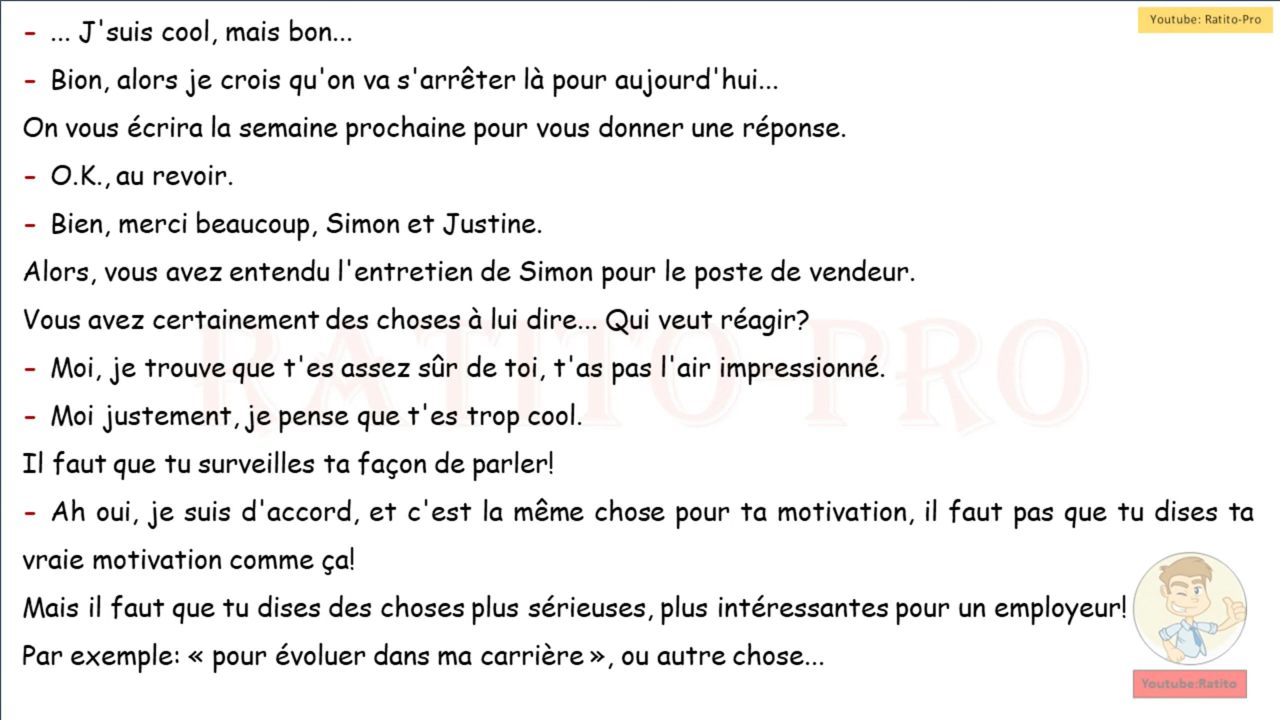 Youtube: Ratito-Pro
- ... J'suis cool, mais bon...
- Bion, alors je crois qu'on va s'arrêter là pour aujourd'hui...
On vous écrira la semaine prochaine pour vous donner une réponse.
- O.K., au revoir.
- Bien, merci beaucoup, Simon et Justine.
Alors, vous avez entendu l'entretien de Simon pour le poste de vendeur.
Vous avez certainement des choses à lui dire... Qui veut réagir?
RATITO-PRO
- Moi, je trouve que t'es assez sûr de toi, t'as pas l'air impressionné.
- Moi justement, je pense que t'es trop cool.
Il faut que tu surveilles ta façon de parler!
- Ah oui, je suis d'accord, et c'est la même chose pour ta motivation, il faut pas que tu dises ta
vraie motivation comme ça!
Mais il faut que tu dises des choses plus sérieuses, plus intéressantes pour un employeur!
Par exemple: « pour évoluer dans ma carrière », ou autre chose...
Youtube:Ratito